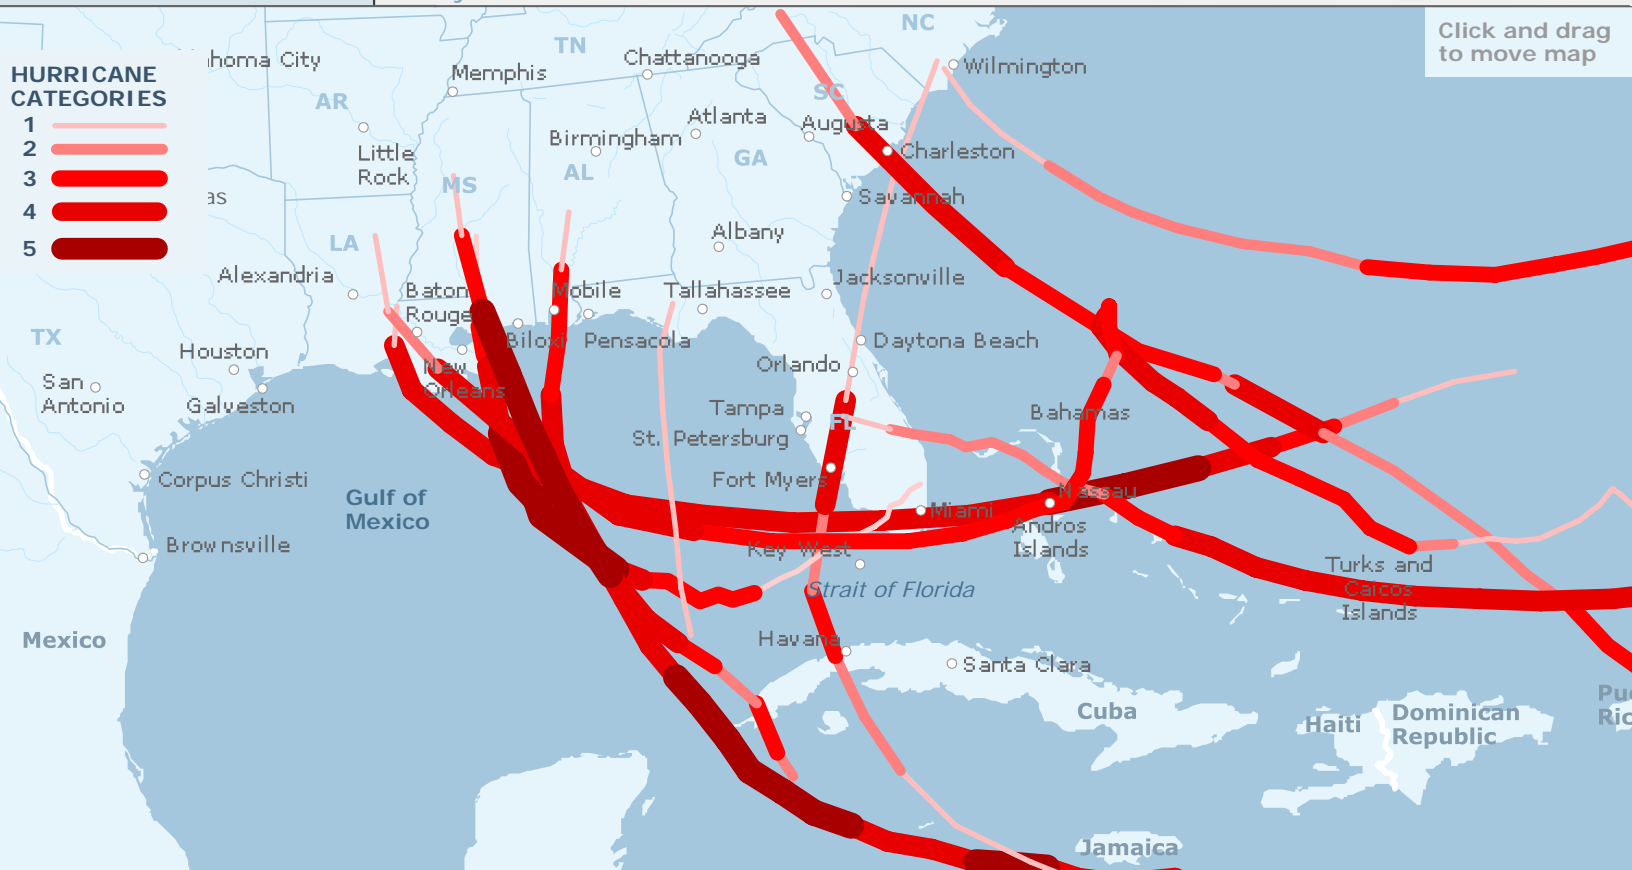 NC
Click and drag
to move map
TN
Chattanooga
homa City
Wilmington
HURRICANE
CATEGORIES
Memphis
AR
SC
1
Atlanta
Augusta
2
Birmingham
Little
Rock
GA
Charleston
3
AL
MS
as
Savannah
4
LA
Albany
5
Alexandria
Baton
Rouge
Mobile
Tallahassee
Jacksonville
TX
Houston
Biloxi
Pensacola
Daytona Beach
Orlando
New
Orleans
San
Antonio
Galveston
Tampa
FL
Bahamas
St. Petersburg
Corpus Christi
Fort Myers
Nassau
Gulf of
Mexico
Miami
Andros
Islands
Brownsville
Key West
Turks and
Caicos
Islands
Strait of Florida
Mexico
Havana
Santa Clara
Cuba
Haiti
Dominican
Republic
Ric
Jamaica